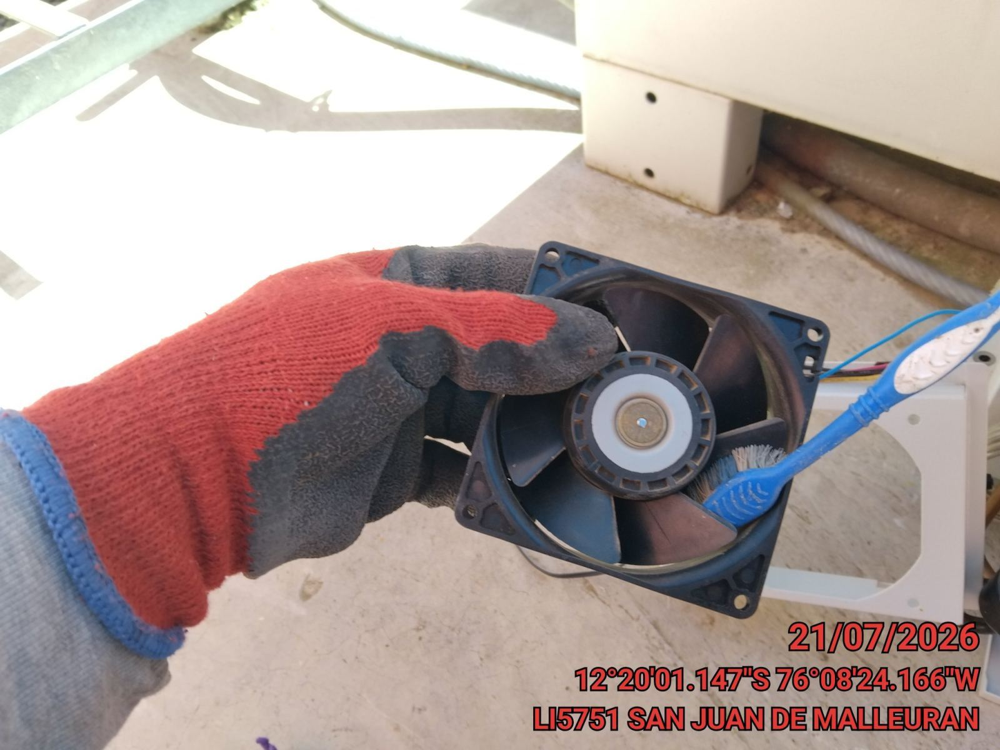 21/07/2026
12°20'01.147"S 76°08'24.166"W
LI5751 SAN JUAN DE MALLEURAN